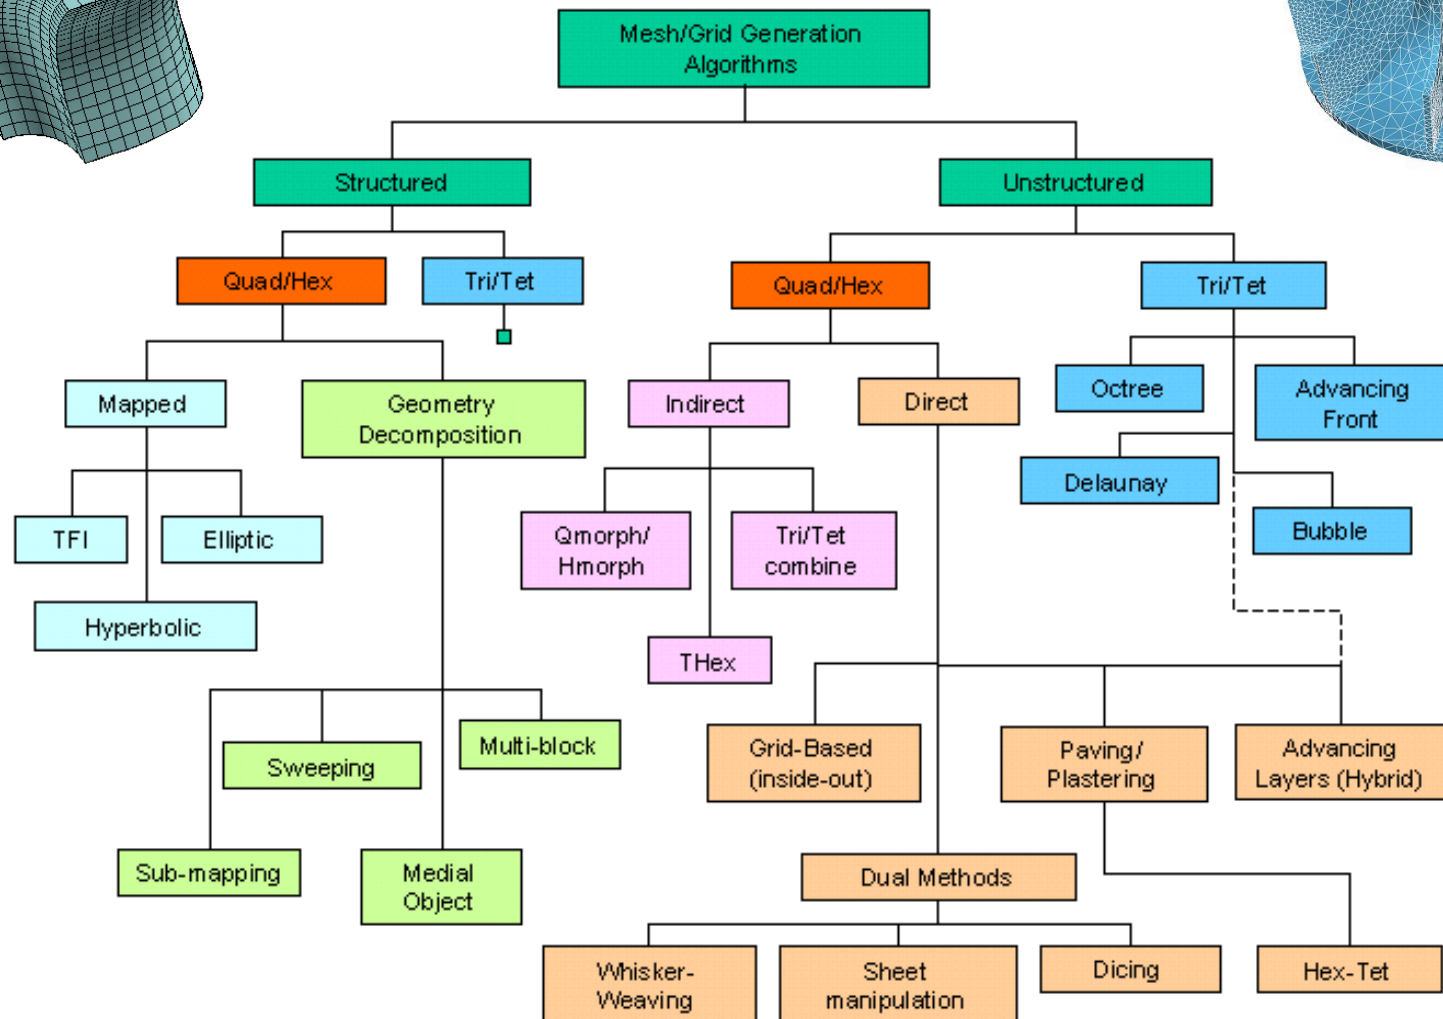 Mesh/Grid Generation
Algorithms
Structured
Unstructured
Quad/Hex
Tri/Tet
Quad/Hex
Tri/Tet
Mapped
Geometry
Decomposition
Indirect
Direct
Octree
Advancing
Front
Delaunay
Bubble
TFI
Elliptic
Hyperbolic
Qmorph/
Hmorph
Tri/Tet
combine
THex
Sweeping
Multi-block
Sub-mapping
Medial
Object
Grid-Based
(inside-out)
Paving/
Plastering
Advancing
Layers (Hybrid)
Dual Methods
Whisker-
Weaving
Sheet
manipulation
Dicing
Hex-Tet